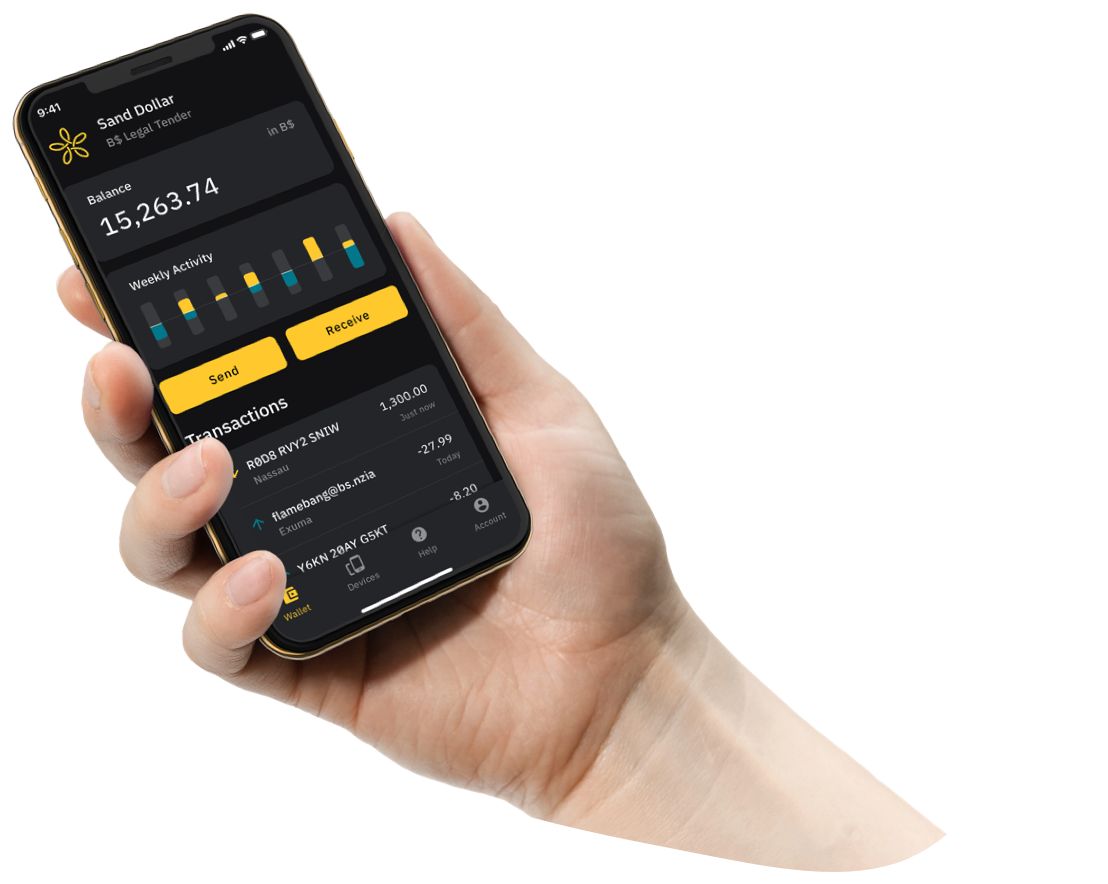 9:41
Sand Dollar
B$ Legal Tender
in B$
Balance
15,263.74
Weekly Activity
Send
Receive
Transactions
RØD8 RVY2 SNIW
1,300.00
Nassau
Just now
flamebang@bs.nzia
-27.99
Exuma
Today
Y6KN 20AY G5KT
-8.20
Wallet
Devices
Help
Account